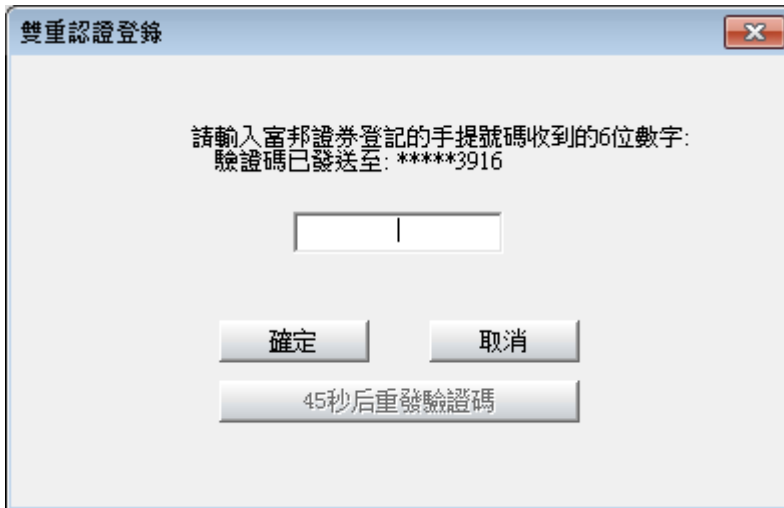 雙重認證登錄
請輸入富邦證券登記的手提號碼收到的6位數字:
驗證碼已發送至: *****3916
確定 取消
45秒后重發驗證碼